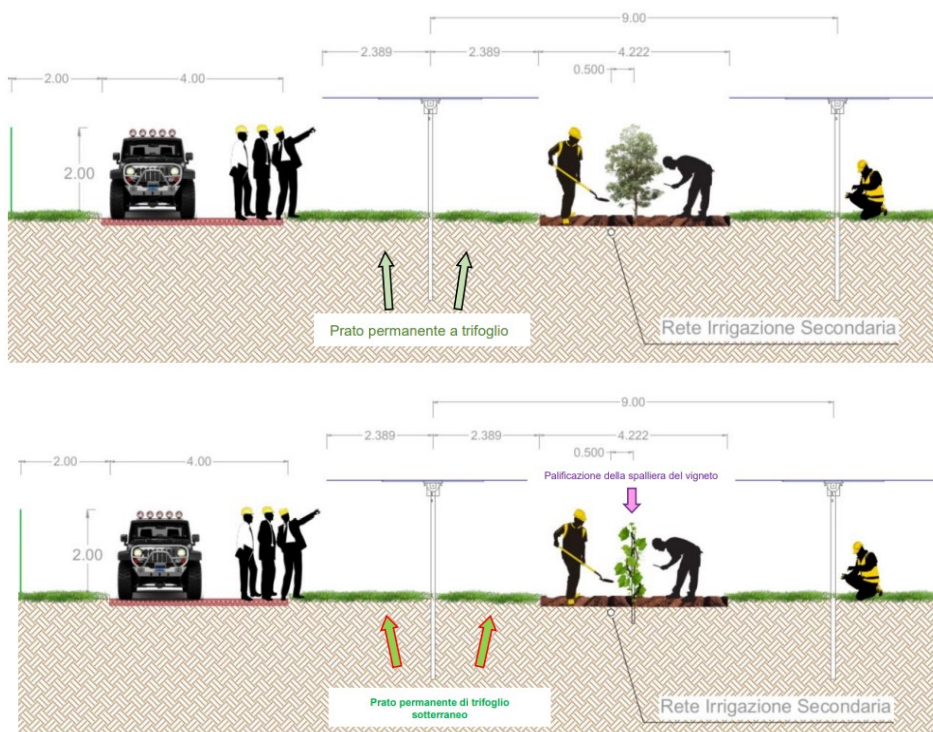 9.00
2.389
2.389
4.222
2.00
4.00
0.500
2.00
Prato permanente a trifoglio
Rete Irrigazione Secondaria
9.00
2.389
2.389
4.222
2.00
4.00
0.500
Palificazione della spalliera del vigneto
2.00
Prato permanente di trifoglio
sotterraneo
Rete Irrigazione Secondaria